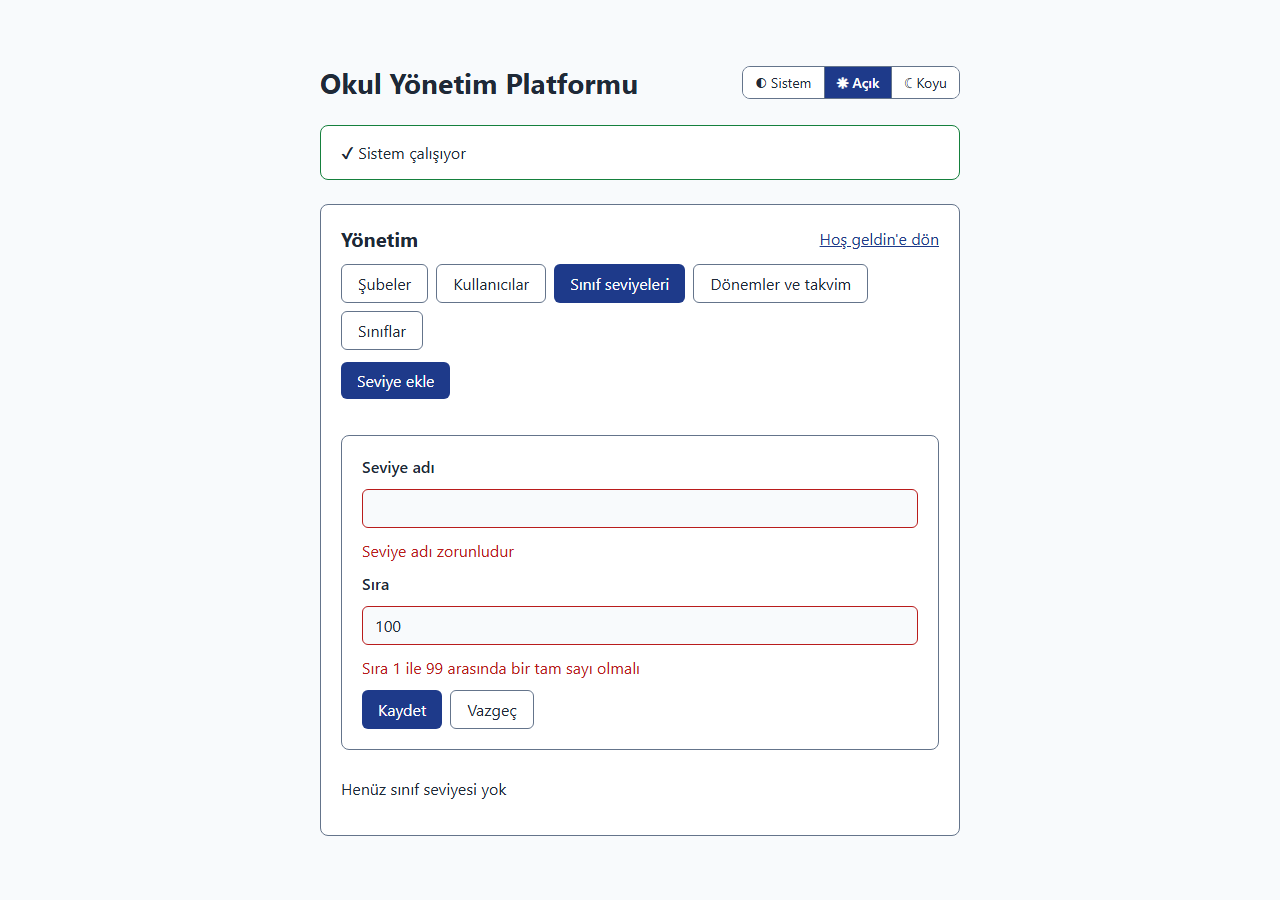 Okul Yönetim Platformu
◐ Sistem
✱ Açık
☾ Koyu
✓ Sistem çalışıyor
Yönetim
Hoş geldin'e dön
Şubeler
Kullanıcılar
Sınıf seviyeleri
Dönemler ve takvim
Sınıflar
Seviye ekle
Seviye adı
Seviye adı zorunludur
Sıra
100
Sıra 1 ile 99 arasında bir tam sayı olmalı
Kaydet
Vazgeç
Henüz sınıf seviyesi yok